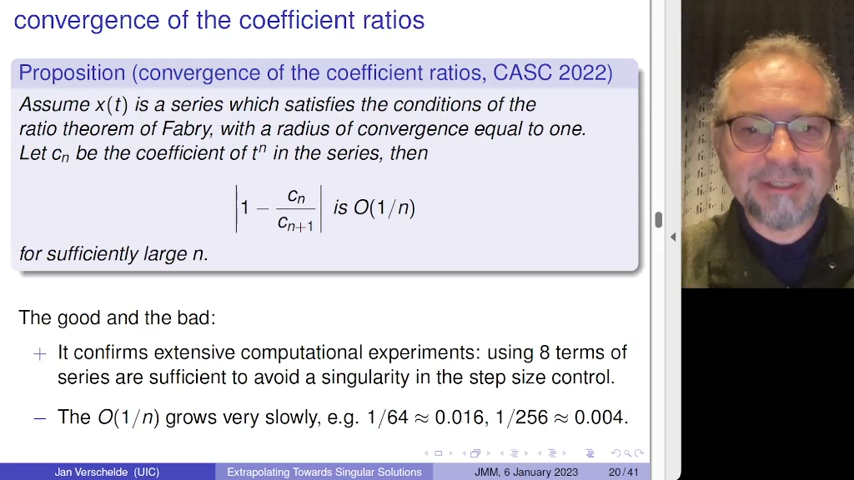 convergence of the coefficient ratios
Proposition (convergence of the coefficient ratios, CASC 2022)
Assume x(t) is a series which satisfies the conditions of the
ratio theorem of Fabry, with a radius of convergence equal to one.
Let cₙ be the coefficient of tⁿ in the series, then
|1 − cₙ/cₙ₊₁| is O(1/n)
for sufficiently large n.
The good and the bad:
+ It confirms extensive computational experiments: using 8 terms of
series are sufficient to avoid a singularity in the step size control.
− The O(1/n) grows very slowly, e.g. 1/64 ≈ 0.016, 1/256 ≈ 0.004.
Jan Verschelde (UIC) Extrapolating Towards Singular Solutions JMM, 6 January 2023 20 / 41